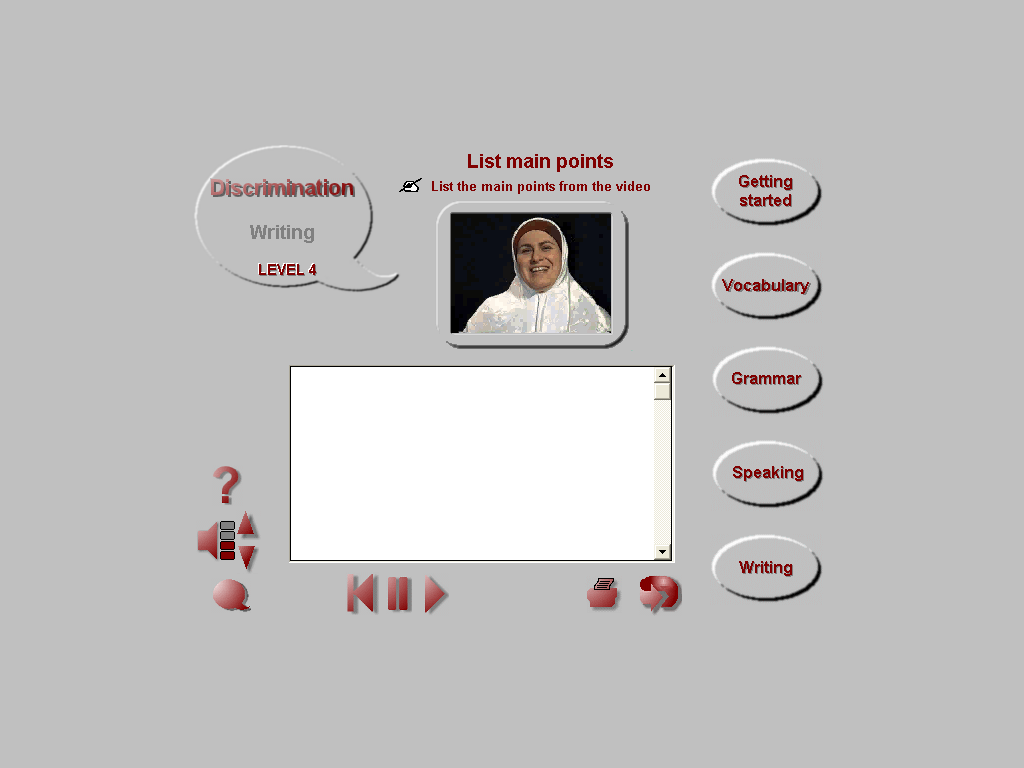 Discrimination
Writing
LEVEL 4
List main points
List the main points from the video
Getting
started
Vocabulary
Grammar
Speaking
Writing
?